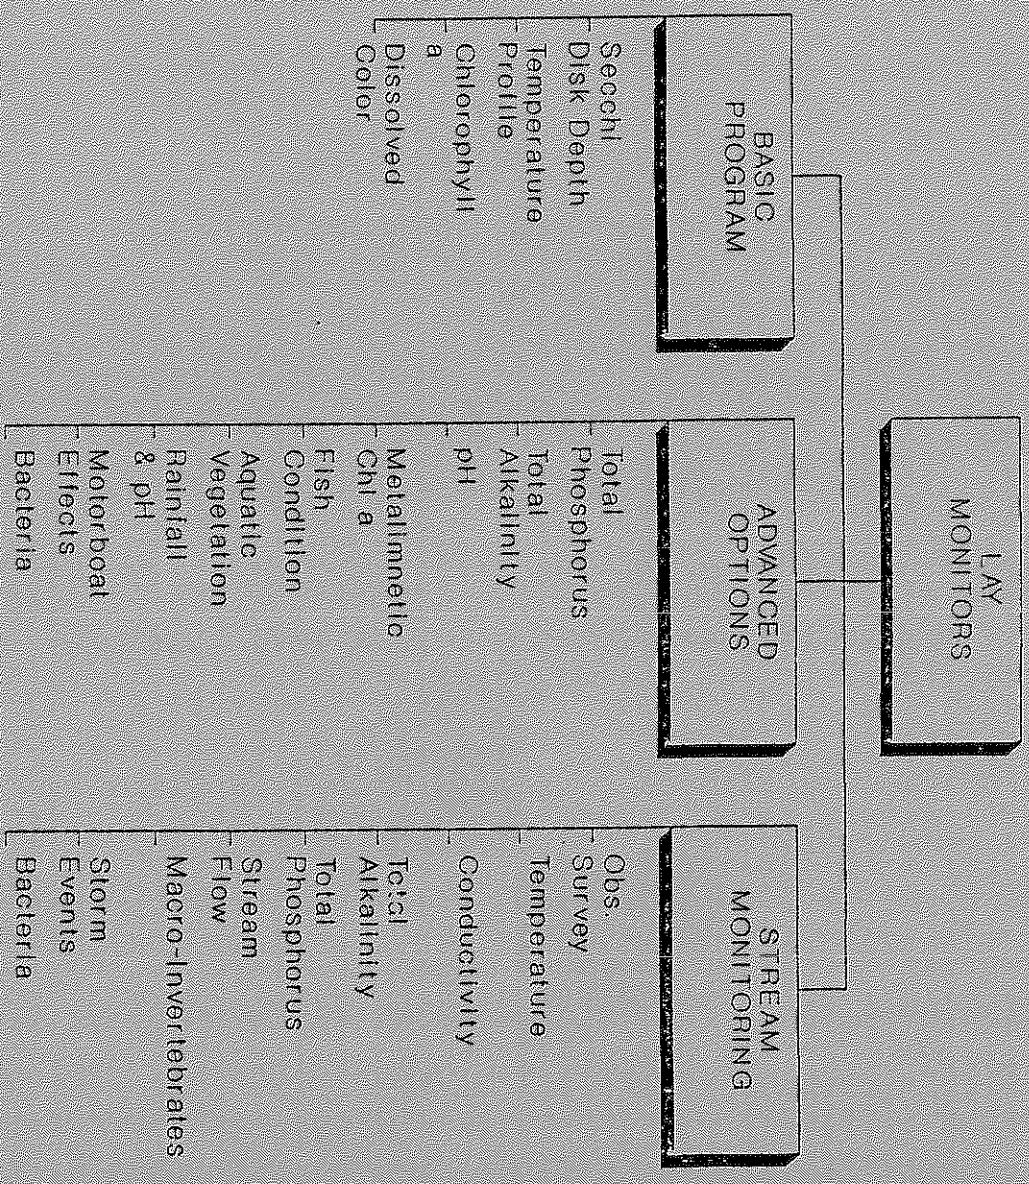 LAY
MONITORS
BASIC
PROGRAM
Secchi
Disk Depth
Temperature
Profile
Chlorophyll
a
Dissolved
Color
ADVANCED
OPTIONS
Total
Phosphorus
Total
Alkalinity
pH
Metalimnetic
Chl a
Fish
Condition
Aquatic
Vegetation
Rainfall
& pH
Motorboat
Effects
Bacteria
STREAM
MONITORING
Obs.
Survey
Temperature
Conductivity
Total
Alkalinity
Total
Phosphorus
Stream
Flow
Macro-Invertebrates
Storm
Events
Bacteria